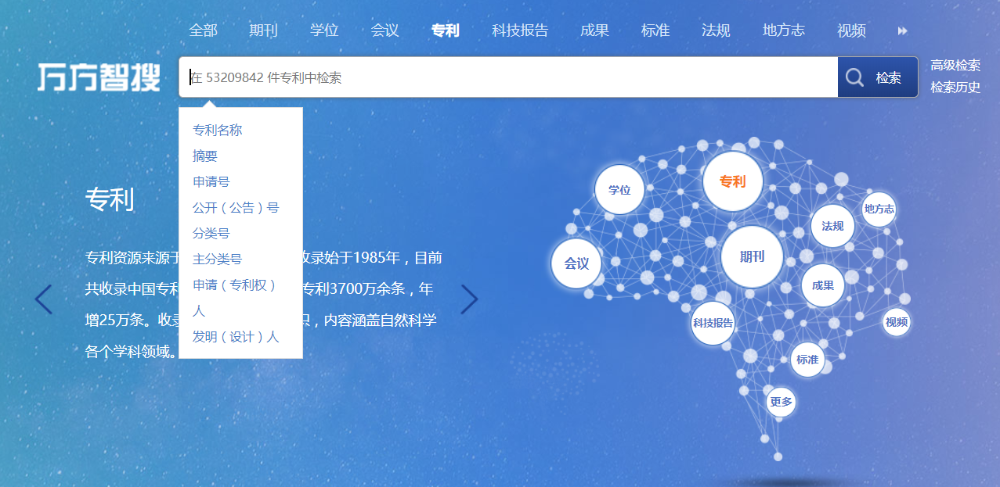 全部 期刊 学位 会议 专利 科技报告 成果 标准 法规 地方志 视频
万方智搜
在 53209842 件专利中检索
检索
高级检索
检索历史
专利名称
摘要
申请号
公开（公告）号
分类号
主分类号
申请（专利权）
人
发明（设计）人
专利
专利资源来源于 收录始于1985年，目前
共收录中国专利 专利3700万余条，年
增25万条。收录 ，内容涵盖自然科学
各个学科领域。
学位
专利
地方志
法规
会议
期刊
成果
科技报告
视频
标准
更多